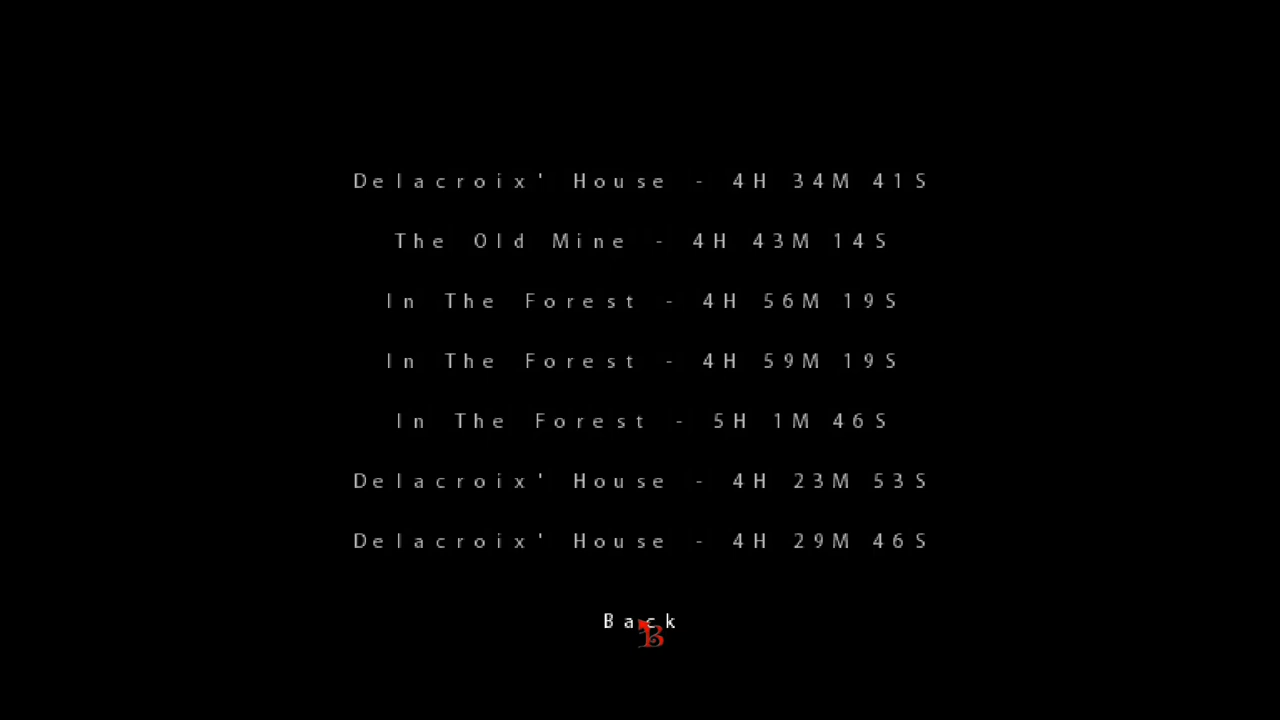 Delacroix' House - 4H 34M 41S
The Old Mine - 4H 43M 14S
In The Forest - 4H 56M 19S
In The Forest - 4H 59M 19S
In The Forest - 5H 1M 46S
Delacroix' House - 4H 23M 53S
Delacroix' House - 4H 29M 46S
Back
B